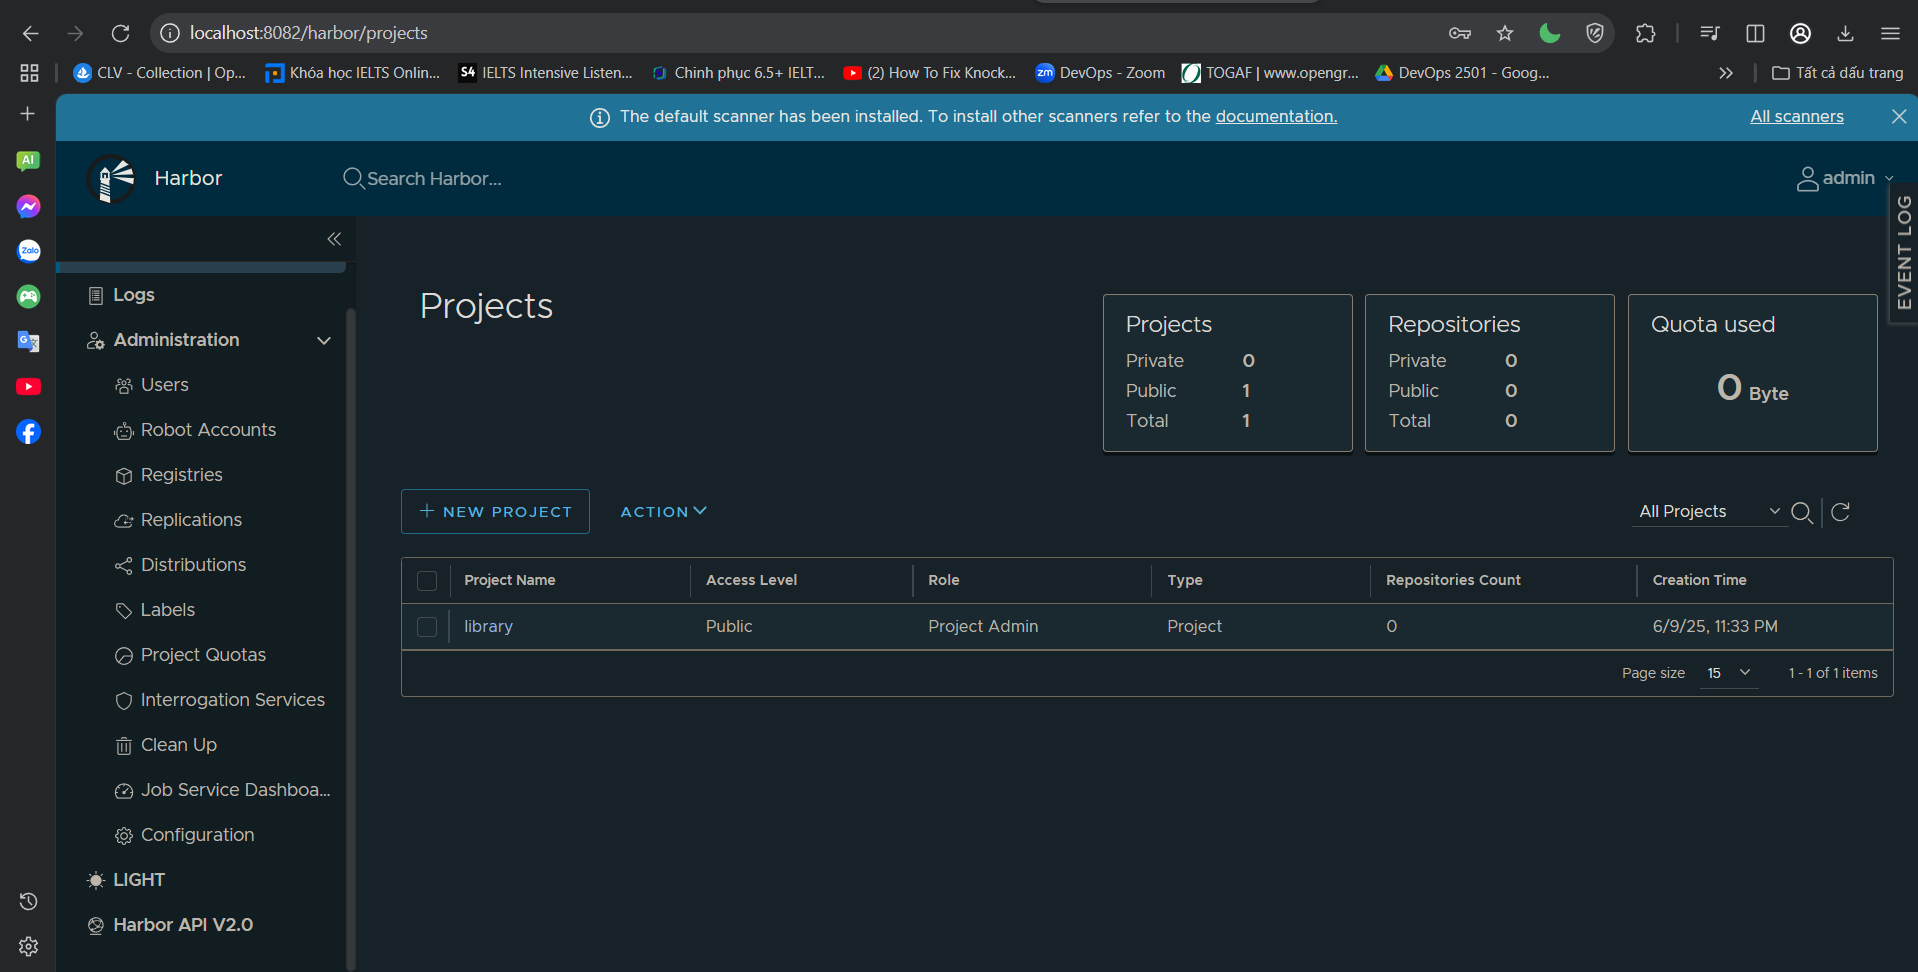 localhost:8082/harbor/projects
CLV - Collection | Op...
Khóa học IELTS Onlin...
S4 IELTS Intensive Listen...
Chinh phục 6.5+ IELT...
(2) How To Fix Knock...
zm DevOps - Zoom
TOGAF | www.opengr...
DevOps 2501 - Goog...
Tất cả dấu trang
The default scanner has been installed. To install other scanners refer to the documentation.
All scanners
AI
Harbor
Search Harbor...
admin
EVENT LOG
Zalo
Logs
Administration
Users
Robot Accounts
Registries
Replications
Distributions
Labels
Project Quotas
Interrogation Services
Clean Up
Job Service Dashboa...
Configuration
LIGHT
Harbor API V2.0
Projects
Projects
Private 0
Public 1
Total 1
Repositories
Private 0
Public 0
Total 0
Quota used
0 Byte
NEW PROJECT
ACTION
All Projects
Project Name Access Level Role Type Repositories Count Creation Time
library Public Project Admin Project 0 6/9/25, 11:33 PM
Page size 15 1 - 1 of 1 items